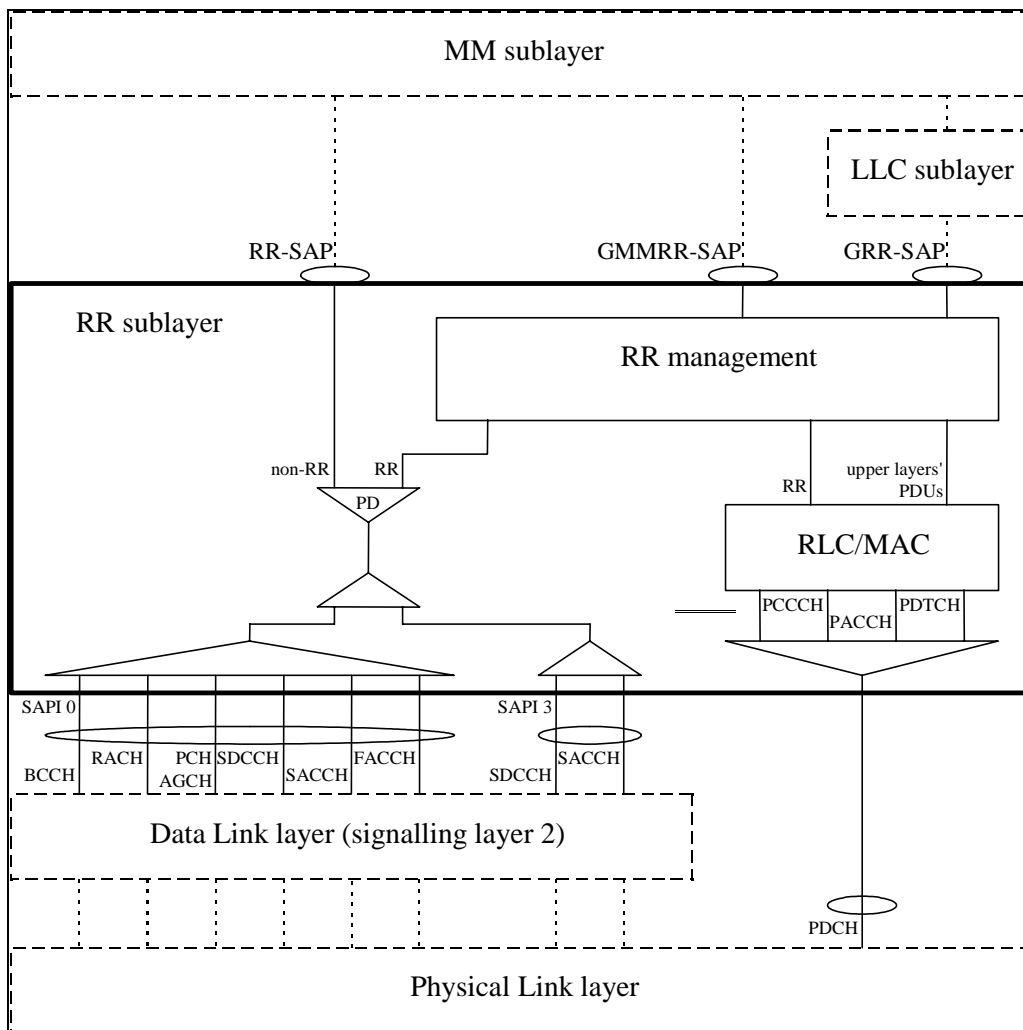 MM sublayer
LLC sublayer
RR-SAP
GMMRR-SAP
GRR-SAP
RR sublayer
RR management
non-RR
RR
PD
RR
upper layers'
PDUs
RLC/MAC
PCCCH
PACCH
PDTCH
SAPI 0
SAPI 3
BCCH
RACH
PCH
AGCH
SDCCH
SACCH
FACCH
SDCCH
SACCH
Data Link layer (signalling layer 2)
PDCH
Physical Link layer